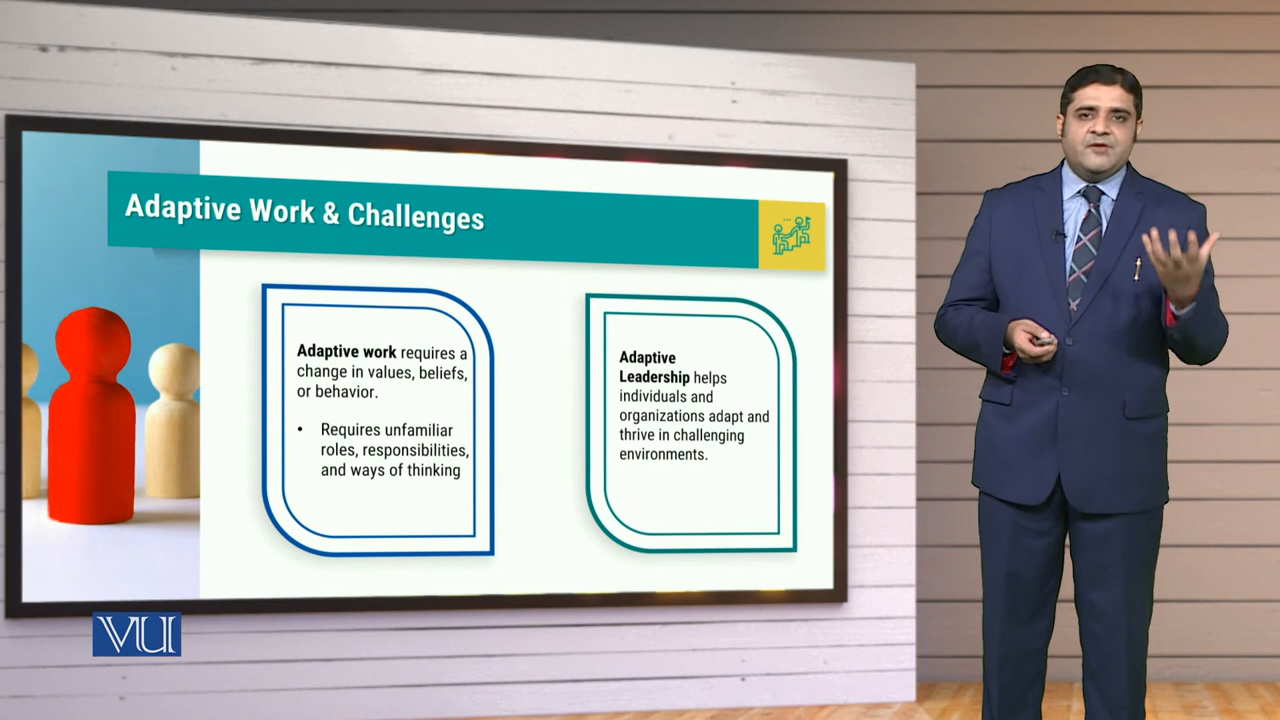 Adaptive Work & Challenges
Adaptive work requires a
change in values, beliefs,
or behavior.
• Requires unfamiliar
roles, responsibilities,
and ways of thinking
Adaptive
Leadership helps
individuals and
organizations adapt and
thrive in challenging
environments.
VU